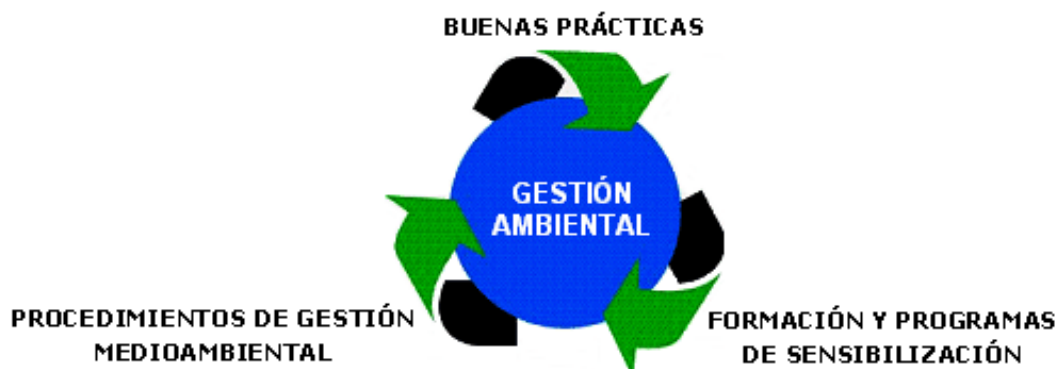 BUENAS PRÁCTICAS
GESTIÓN
AMBIENTAL
PROCEDIMIENTOS DE GESTIÓN
MEDIOAMBIENTAL
FORMACIÓN Y PROGRAMAS
DE SENSIBILIZACIÓN